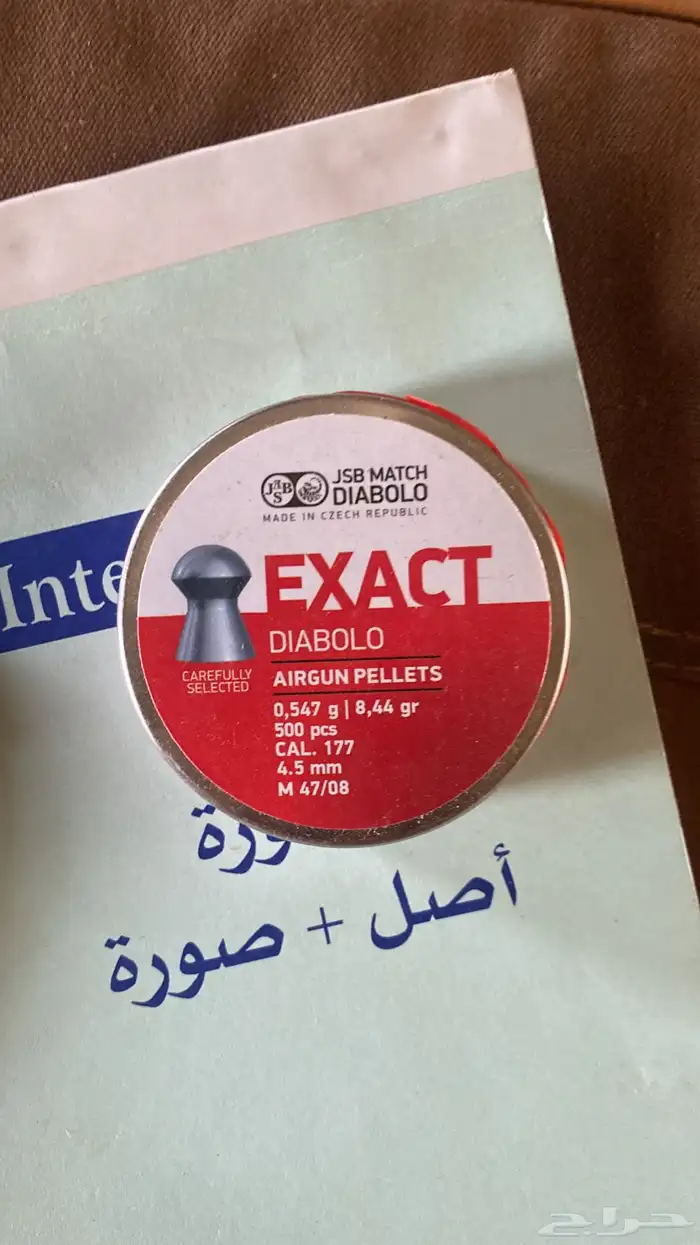 JSB
JSB MATCH
DIABOLO
MADE IN CZECH REPUBLIC
EXACT
DIABOLO
CAREFULLY
SELECTED
AIRGUN PELLETS
0,547 g | 8,44 gr
500 pcs
CAL. 177
4.5 mm
M 47/08
Inte
أصل + صورة
حراج